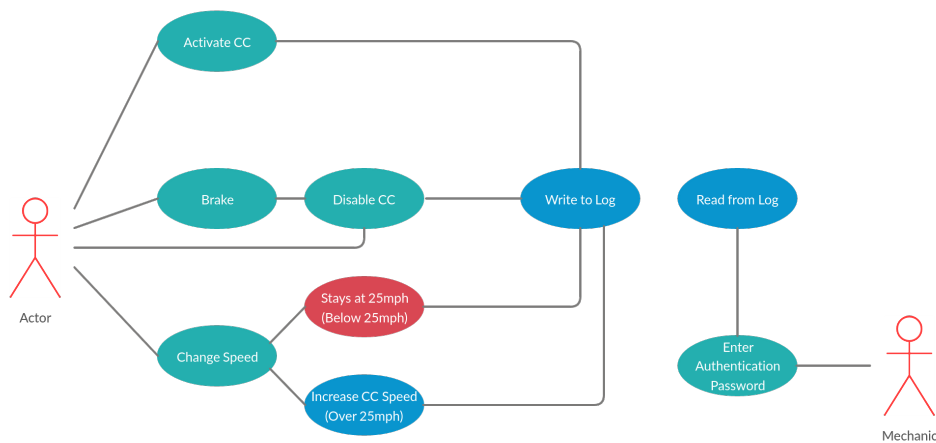 Activate CC
Brake
Disable CC
Write to Log
Read from Log
Actor
Stays at 25mph
(Below 25mph)
Change Speed
Enter
Authentication
Password
Increase CC Speed
(Over 25mph)
Mechanic